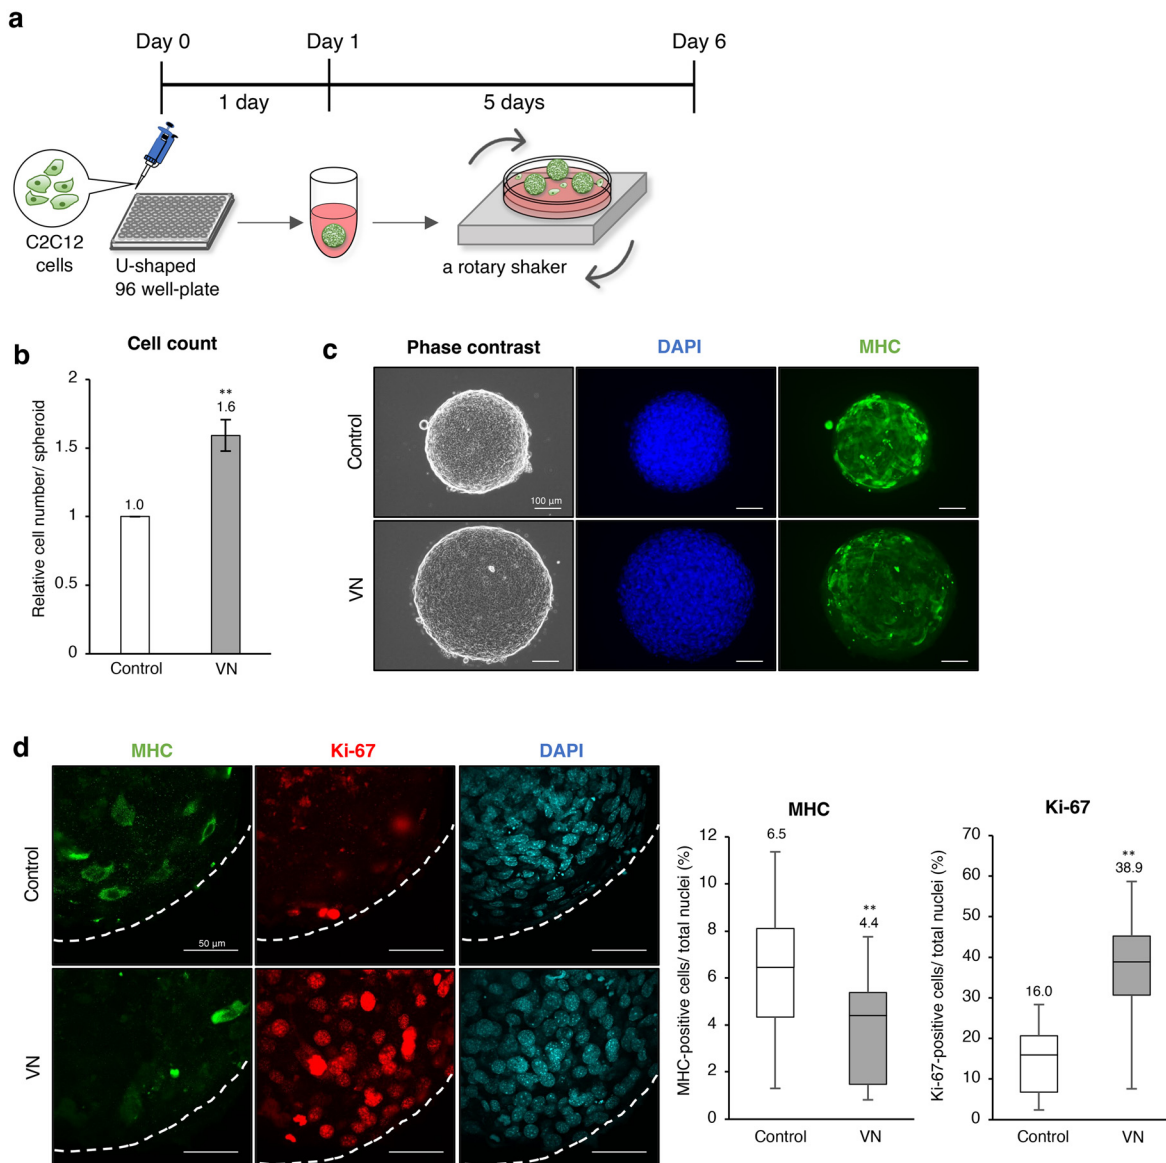 a
Day 0
Day 1
Day 6
1 day
5 days
C2C12
cells
U-shaped
96 well-plate
a rotary shaker
b
Cell count
Relative cell number/ spheroid
2
1.5
1
0.5
0
**
1.6
1.0
Control
VN
c
Phase contrast
DAPI
MHC
Control
100 µm
VN
d
MHC
Ki-67
DAPI
Control
50 µm
VN
MHC
MHC-positive cells/ total nuclei (%)
12
10
8
6
4
2
0
6.5
**
4.4
Control
VN
Ki-67
Ki-67-positive cells/ total nuclei (%)
70
60
50
40
30
20
10
0
**
38.9
16.0
Control
VN